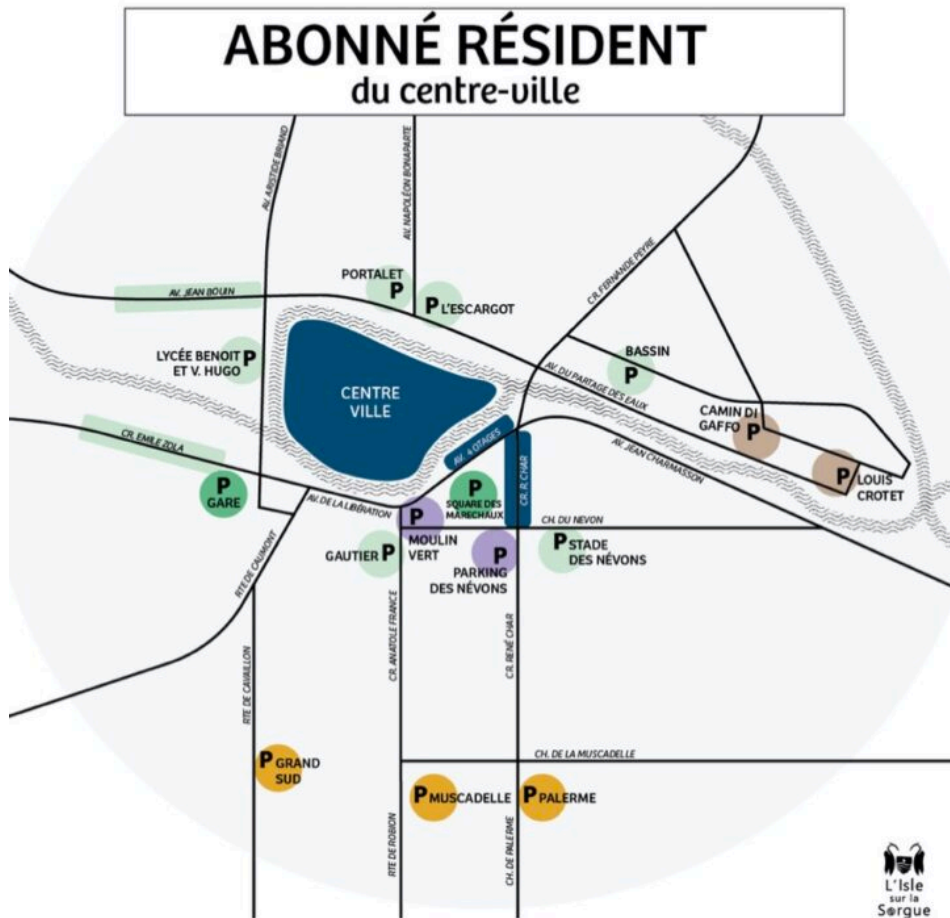 ABONNÉ RÉSIDENT
du centre-ville
AV. ARISTIDE BRIAND
AV. NAPOLÉON BONAPARTE
CR. FERNANDE PEYRE
PORTALET
P
P L'ESCARGOT
AV. JEAN BOUIN
LYCÉE BENOIT
ET V. HUGO
P
CENTRE
VILLE
BASSIN
P
AV. DU PARTAGE DES EAUX
CAMIN DI
GAFFO
P
AV. JEAN CHARMASSON
P
LOUIS
CROTET
CR. EMILE ZOLA
AV. 4 OTAGES
CR. R. CHAR
P
GARE
AV. DE LA LIBÉRATION
P
SQUARE DES
MARECHAUX
P
MOULIN
VERT
CH. DU NEVON
GAUTIER P
P
PARKING
DES NÉVONS
P STADE
DES NÉVONS
RTE DE CAUMONT
CR. ANATOLE FRANCE
CR. RENÉ CHAR
RTE DE CAVAILLON
CH. DE LA MUSCADELLE
P GRAND
SUD
P MUSCADELLE
P PALERME
RTE DE ROBION
CH. DE PALERME
L'Isle
sur la
Sorgue